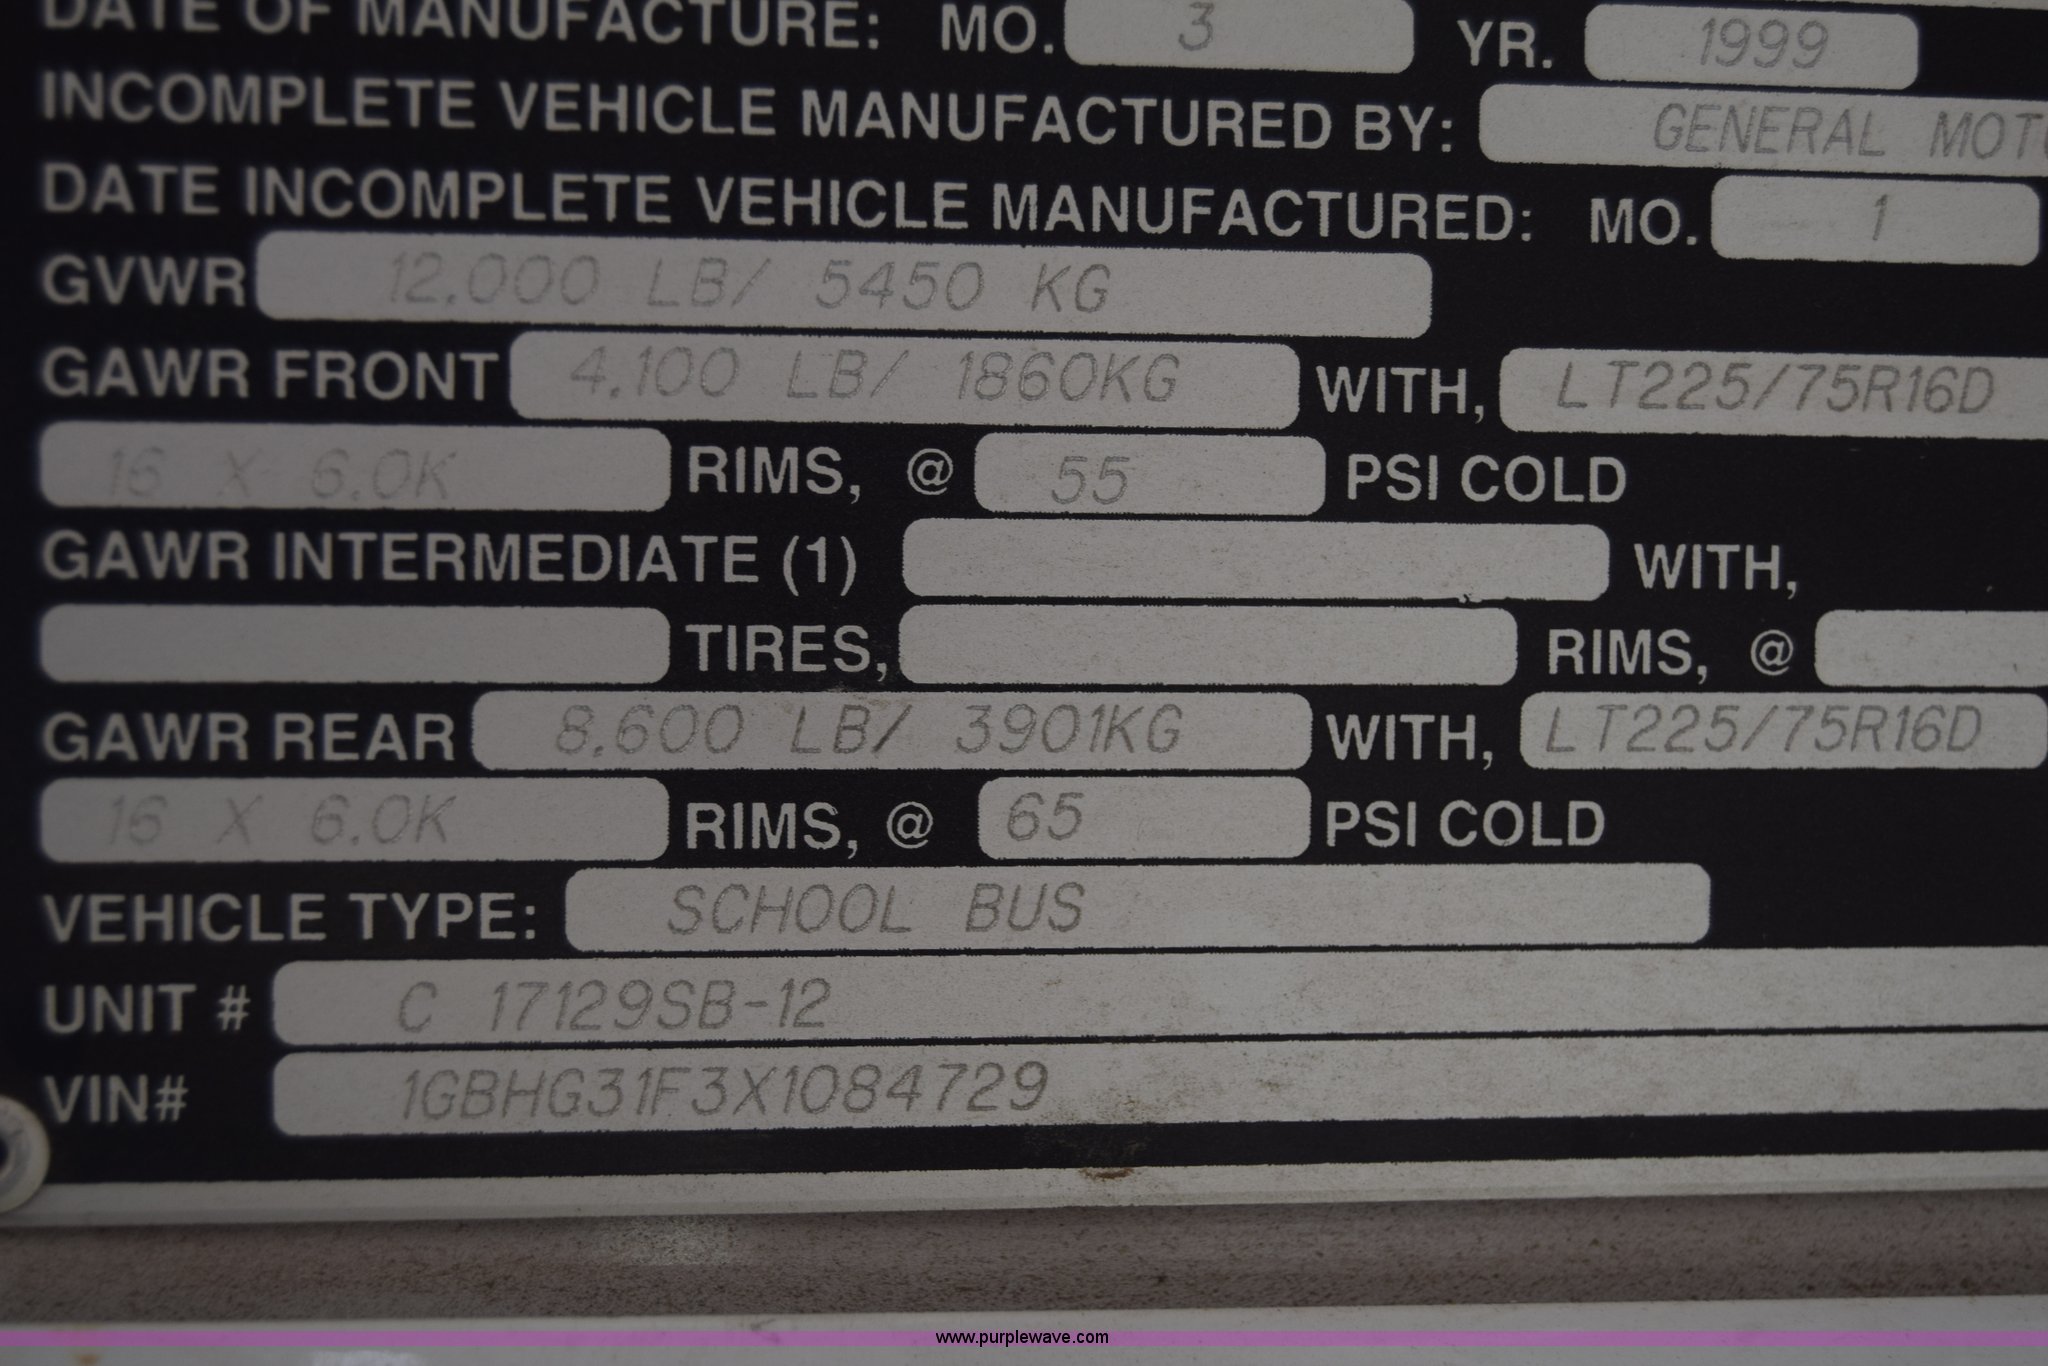 DATE OF MANUFACTURE: MO. 3 YR. 1999
INCOMPLETE VEHICLE MANUFACTURED BY: GENERAL
DATE INCOMPLETE VEHICLE MANUFACTURED: MO. 1
GVWR 12,000 LB/ 5450 KG
GAWR FRONT 4,100 LB/ 1860KG WITH, LT225/75R16D
16 X 6.0K RIMS, @ 55 PSI COLD
GAWR INTERMEDIATE (1) WITH,
TIRES, RIMS, @
GAWR REAR 8,600 LB/ 3901KG WITH, LT225/75R16D
16 X 6.0K RIMS, @ 65 PSI COLD
VEHICLE TYPE: SCHOOL BUS
UNIT # C 17129SB-12
VIN# 1GBHG31F3X1084729
www.purplewave.com